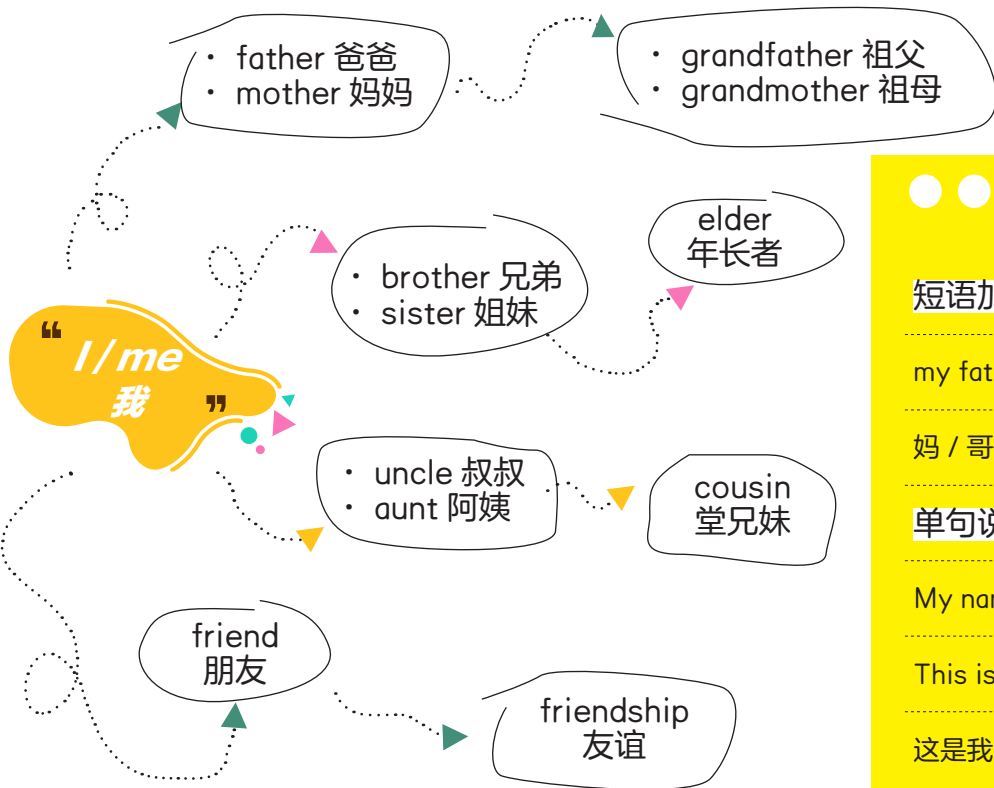 • father 爸爸
• mother 妈妈
• grandfather 祖父
• grandmother 祖母
• brother 兄弟
• sister 姐妹
elder
年长者
“ I / me
我 ”
• uncle 叔叔
• aunt 阿姨
cousin
堂兄妹
friend
朋友
friendship
友谊
短语
my fat
妈 / 哥
单句
My na
This is
这是我